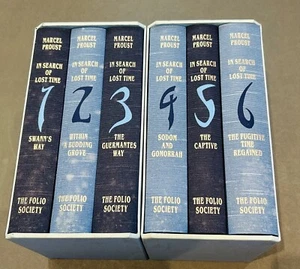 MARCEL
PROUST
IN SEARCH
OF
LOST TIME
1
SWANN'S
WAY
THE FOLIO
SOCIETY
MARCEL
PROUST
IN SEARCH
OF
LOST TIME
2
WITHIN
A BUDDING
GROVE
THE FOLIO
SOCIETY
MARCEL
PROUST
IN SEARCH
OF
LOST TIME
3
THE
GUERMANTES
WAY
THE FOLIO
SOCIETY
MARCEL
PROUST
IN SEARCH
OF
LOST TIME
4
SODOM
AND
GOMORRAH
THE FOLIO
SOCIETY
MARCEL
PROUST
IN SEARCH
OF
LOST TIME
5
THE
CAPTIVE
THE FOLIO
SOCIETY
MARCEL
PROUST
IN SEARCH
OF
LOST TIME
6
THE FUGITIVE
TIME
REGAINED
THE FOLIO
SOCIETY